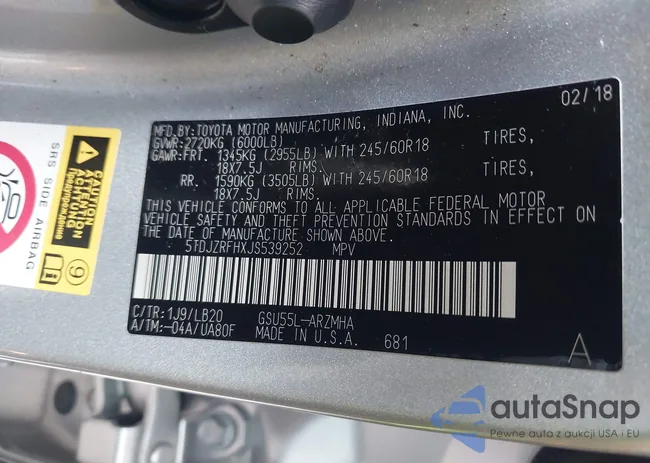 02/18
MFD.BY:TOYOTA MOTOR MANUFACTURING, INDIANA, INC.
GVWR:2720KG (6000LB)
GAWR:FRT. 1345KG (2955LB) WITH 245/60R18 TIRES,
18X7.5J RIMS.
RR. 1590KG (3505LB) WITH 245/60R18 TIRES,
18X7.5J RIMS.
THIS VEHICLE CONFORMS TO ALL APPLICABLE FEDERAL MOTOR
VEHICLE SAFETY AND THEFT PREVENTION STANDARDS IN EFFECT ON
THE DATE OF MANUFACTURE SHOWN ABOVE.
5TDJZRFHXJS539252 MPV
C/TR:1J9/LB20 GSU55L-ARZMHA
A/TM:-04A/UA80F MADE IN U.S.A. 681
A
SRS SIDE AIRBAG
CAUTION
ATTENTION
9
autaSnap
Pewne auta z aukcji USA i EU